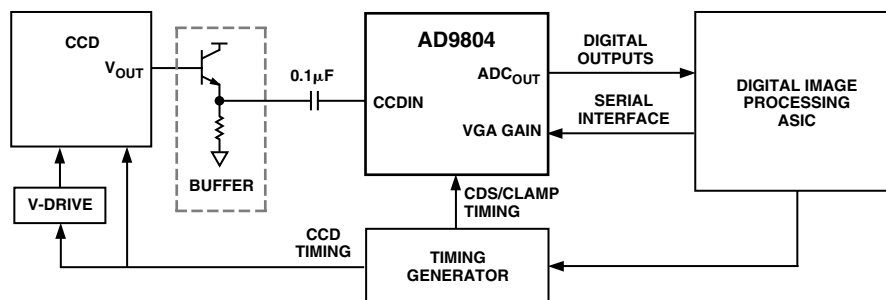 CCD
V_OUT
BUFFER
0.1μF
AD9804
CCDIN
ADC_OUT
VGA GAIN
DIGITAL
OUTPUTS
SERIAL
INTERFACE
DIGITAL IMAGE
PROCESSING
ASIC
V-DRIVE
CCD
TIMING
CDS/CLAMP
TIMING
TIMING
GENERATOR